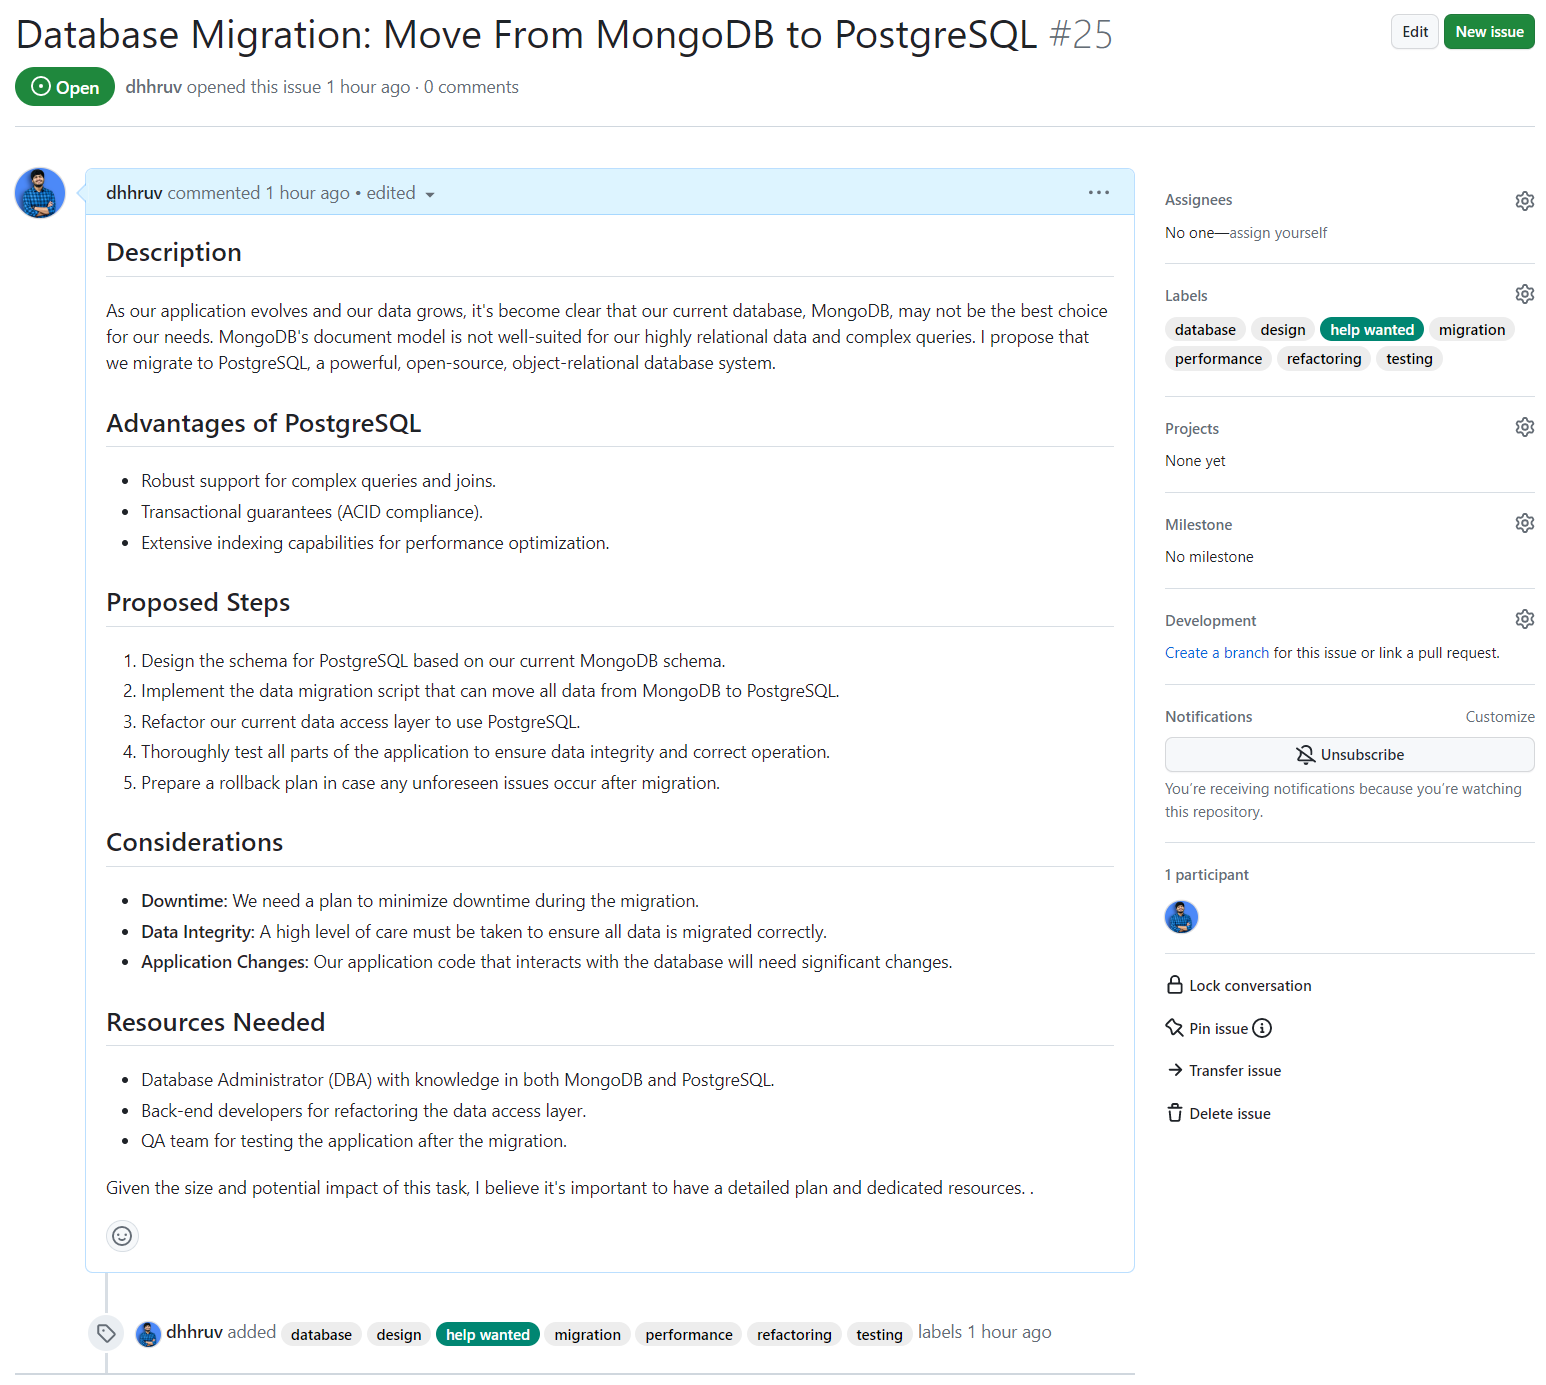 Database Migration: Move From MongoDB to PostgreSQL #25
Edit
New issue
Open
dhhruv opened this issue 1 hour ago · 0 comments
dhhruv commented 1 hour ago • edited
Description
As our application evolves and our data grows, it's become clear that our current database, MongoDB, may not be the best choice
for our needs. MongoDB's document model is not well-suited for our highly relational data and complex queries. I propose that
we migrate to PostgreSQL, a powerful, open-source, object-relational database system.
Advantages of PostgreSQL
• Robust support for complex queries and joins.
• Transactional guarantees (ACID compliance).
• Extensive indexing capabilities for performance optimization.
Proposed Steps
1. Design the schema for PostgreSQL based on our current MongoDB schema.
2. Implement the data migration script that can move all data from MongoDB to PostgreSQL.
3. Refactor our current data access layer to use PostgreSQL.
4. Thoroughly test all parts of the application to ensure data integrity and correct operation.
5. Prepare a rollback plan in case any unforeseen issues occur after migration.
Considerations
• Downtime: We need a plan to minimize downtime during the migration.
• Data Integrity: A high level of care must be taken to ensure all data is migrated correctly.
• Application Changes: Our application code that interacts with the database will need significant changes.
Resources Needed
• Database Administrator (DBA) with knowledge in both MongoDB and PostgreSQL.
• Back-end developers for refactoring the data access layer.
• QA team for testing the application after the migration.
Given the size and potential impact of this task, I believe it's important to have a detailed plan and dedicated resources. .
dhhruv added database design help wanted migration performance refactoring testing labels 1 hour ago
Assignees
No one—assign yourself
Labels
database design help wanted migration
performance refactoring testing
Projects
None yet
Milestone
No milestone
Development
Create a branch for this issue or link a pull request.
Notifications
Customize
Unsubscribe
You’re receiving notifications because you’re watching
this repository.
1 participant
Lock conversation
Pin issue
Transfer issue
Delete issue